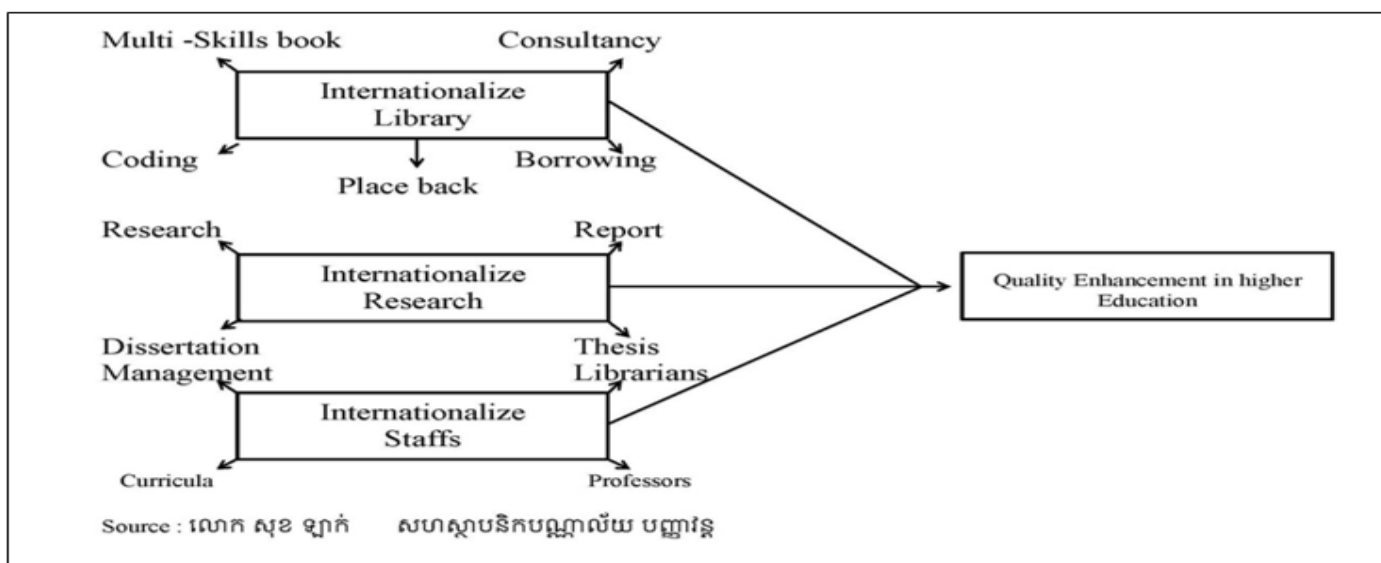 Multi -Skills book
Consultancy
Internationalize
Library
Coding
Borrowing
Place back
Research
Report
Internationalize
Research
Dissertation
Thesis
Management
Librarians
Internationalize
Staffs
Curricula
Professors
Quality Enhancement in higher
Education
Source : លោក សុខ ឡាក់ សហស្ថាបនិកបណ្ណាល័យ បញ្ញាវន្ត